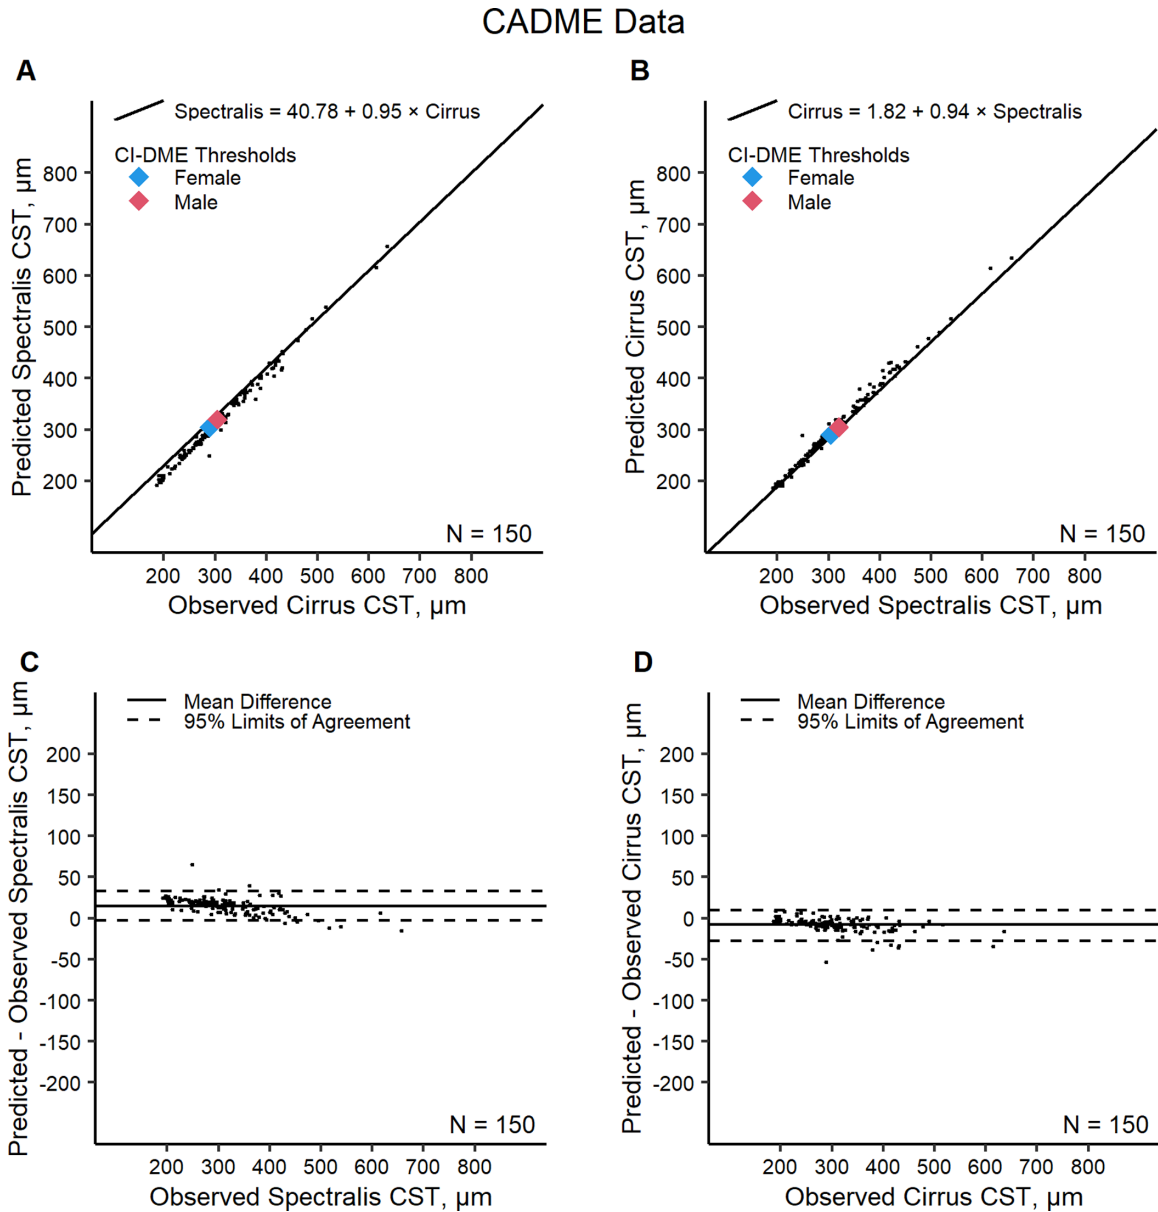 CADME Data
A
Spectralis = 40.78 + 0.95 × Cirrus
CI-DME Thresholds
Female
Male
800
700
600
500
400
300
200
Predicted Spectralis CST, µm
N = 150
200 300 400 500 600 700 800
Observed Cirrus CST, µm
B
Cirrus = 1.82 + 0.94 × Spectralis
CI-DME Thresholds
Female
Male
800
700
600
500
400
300
200
Predicted Cirrus CST, µm
N = 150
200 300 400 500 600 700 800
Observed Spectralis CST, µm
C
Mean Difference
95% Limits of Agreement
200
150
100
50
0
-50
-100
-150
-200
Predicted - Observed Spectralis CST, µm
N = 150
200 300 400 500 600 700 800
Observed Spectralis CST, µm
D
Mean Difference
95% Limits of Agreement
200
150
100
50
0
-50
-100
-150
-200
Predicted - Observed Cirrus CST, µm
N = 150
200 300 400 500 600 700 800
Observed Cirrus CST, µm